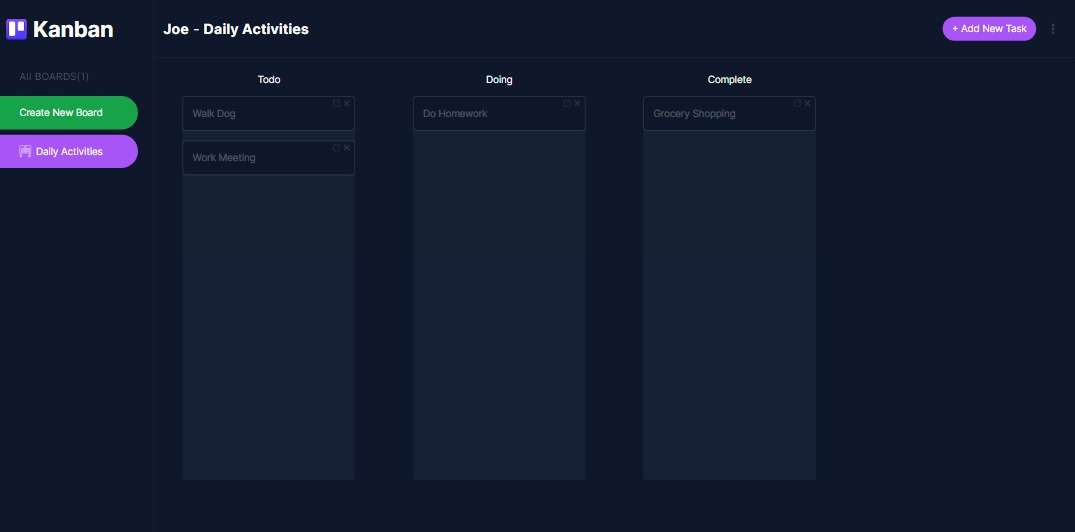 Kanban
All BOARDS(1)
Create New Board
Daily Activities
Joe - Daily Activities
+ Add New Task
Todo
Walk Dog
Work Meeting
Doing
Do Homework
Complete
Grocery Shopping